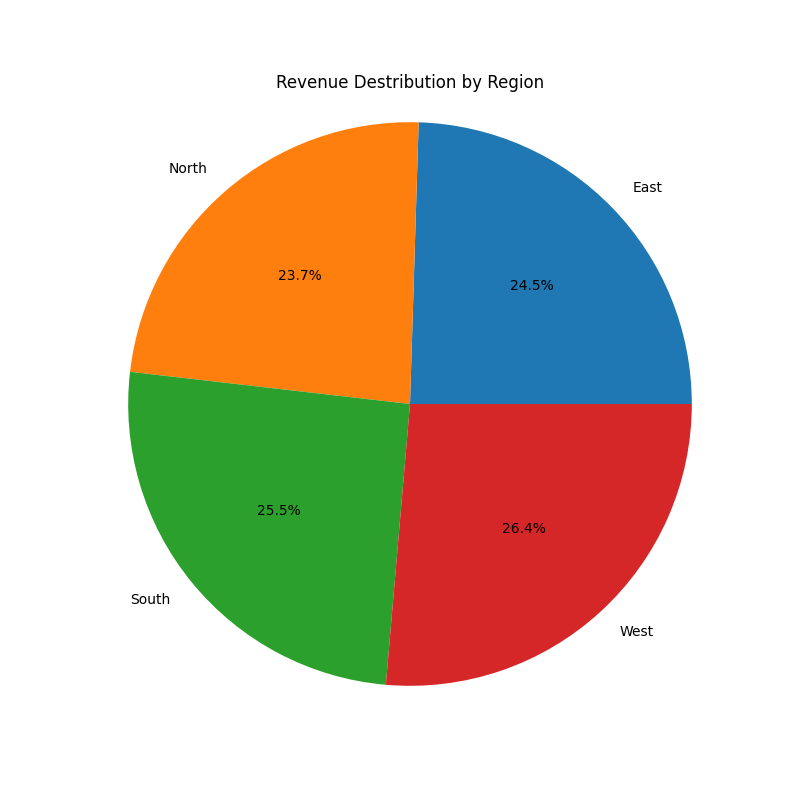 Revenue Destribution by Region
North
East
23.7%
24.5%
25.5%
26.4%
South
West